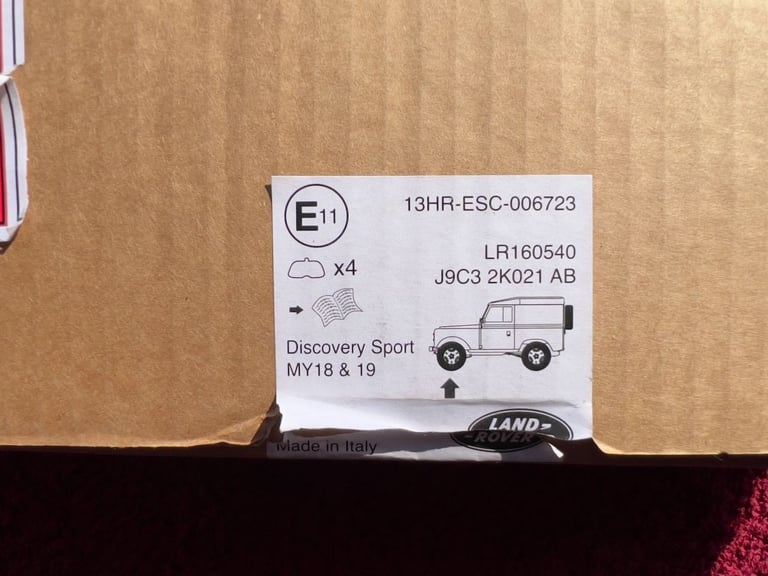 E11
13HR-ESC-006723
LR160540
x4
J9C3 2K021 AB
Discovery Sport
MY18 & 19
LAND-
-ROVER
Made in Italy